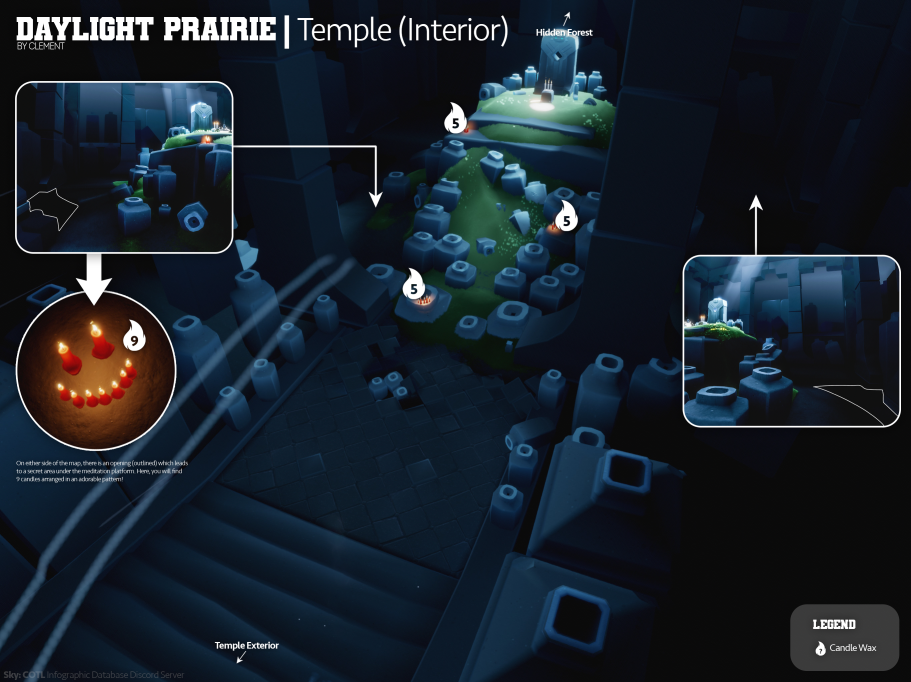 DAYLIGHT PRAIRIE | Temple (Interior)
BY CLEMENT
Hidden Forest
5
5
5
9
On either side of the map, there is an opening (outlined) which leads
to a secret area under the meditation platform. Here, you will find
9 candles arranged in an adorable pattern!
Temple Exterior
LEGEND
? Candle Wax
Sky: COTL Infographic Database Discord Server